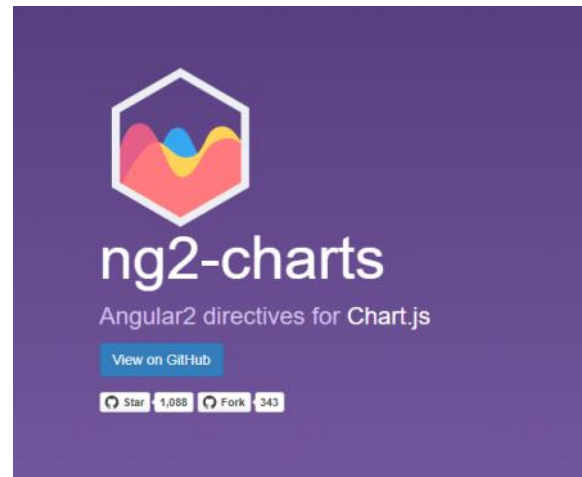 ng2-charts
Angular2 directives for Chart.js
View on GitHub
Star 1,088 Fork 343